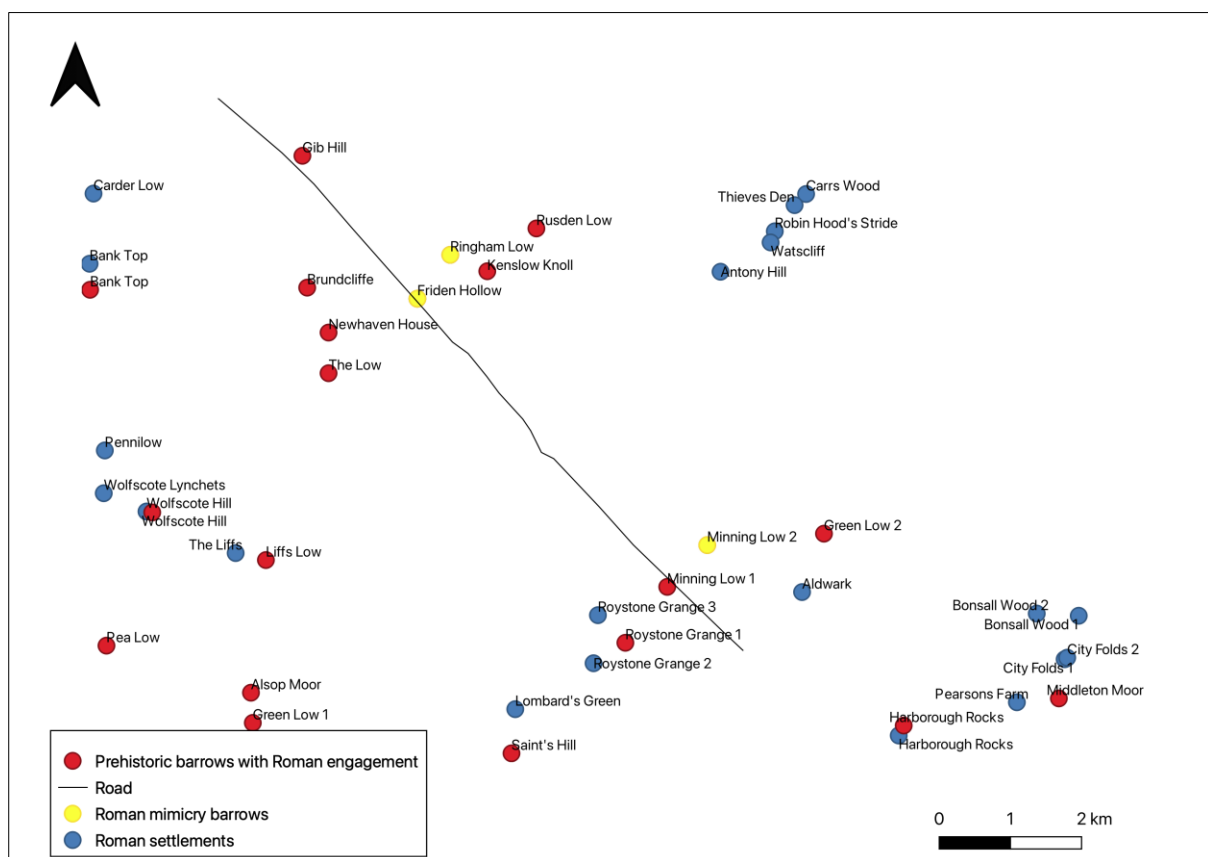 Gib Hill
Carder Low
Carrs Wood
Thieves Den
Rusden Low
Robin Hood's Stride
Ringham Low
Watscliff
Bank Top
Kenslow Knoll
Antony Hill
Bank Top
Brundcliffe
Friden Hollow
Newhaven House
The Low
Pennilow
Wolfscote Lynchets
Wolfscote Hill
Wolfscote Hill
Green Low 2
Minning Low 2
The Liffs
Liffs Low
Minning Low 1
Aldwark
Roystone Grange 3
Bonsall Wood 2
Bonsall Wood 1
Roystone Grange 1
Pea Low
City Folds 2
Roystone Grange 2
City Folds 1
Alsop Moor
Pearsons Farm
Middleton Moor
Lombard's Green
Green Low 1
Harborough Rocks
Saint's Hill
Harborough Rocks
Prehistoric barrows with Roman engagement
Road
Roman mimicry barrows
Roman settlements
0 1 2 km